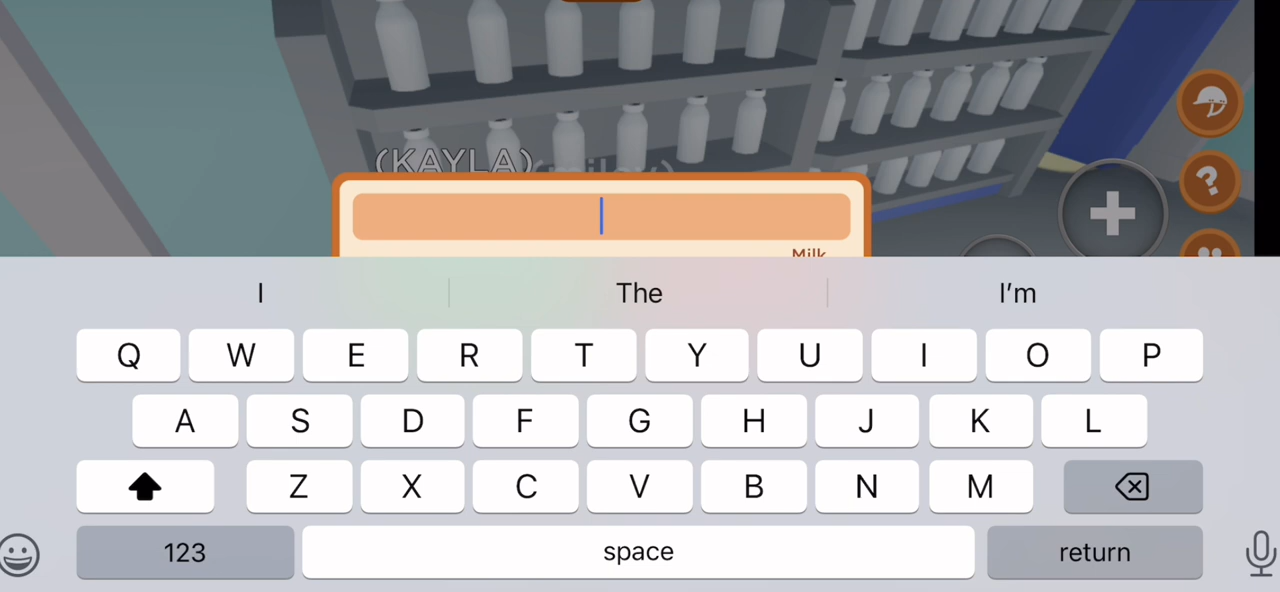 (KAYLA)
Milk
I The I'm
Q W E R T Y U I O P
A S D F G H J K L
Z X C V B N M
123 space return